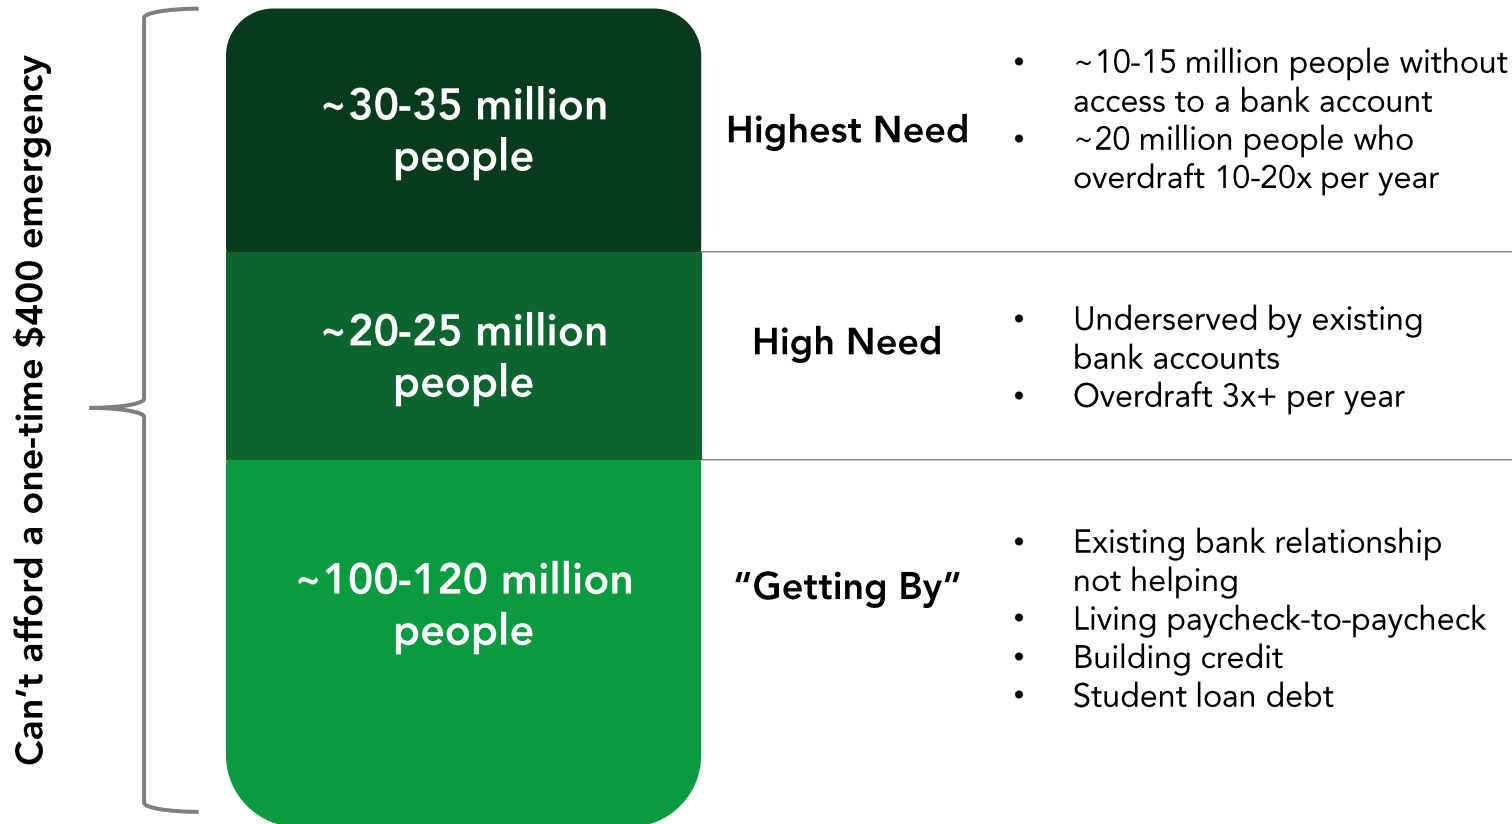 Can't afford a one-time $400 emergency
~30-35 million
people
Highest Need
• ~10-15 million people without
access to a bank account
• ~20 million people who
overdraft 10-20x per year
~20-25 million
people
High Need
• Underserved by existing
bank accounts
• Overdraft 3x+ per year
~100-120 million
people
“Getting By”
• Existing bank relationship
not helping
• Living paycheck-to-paycheck
• Building credit
• Student loan debt